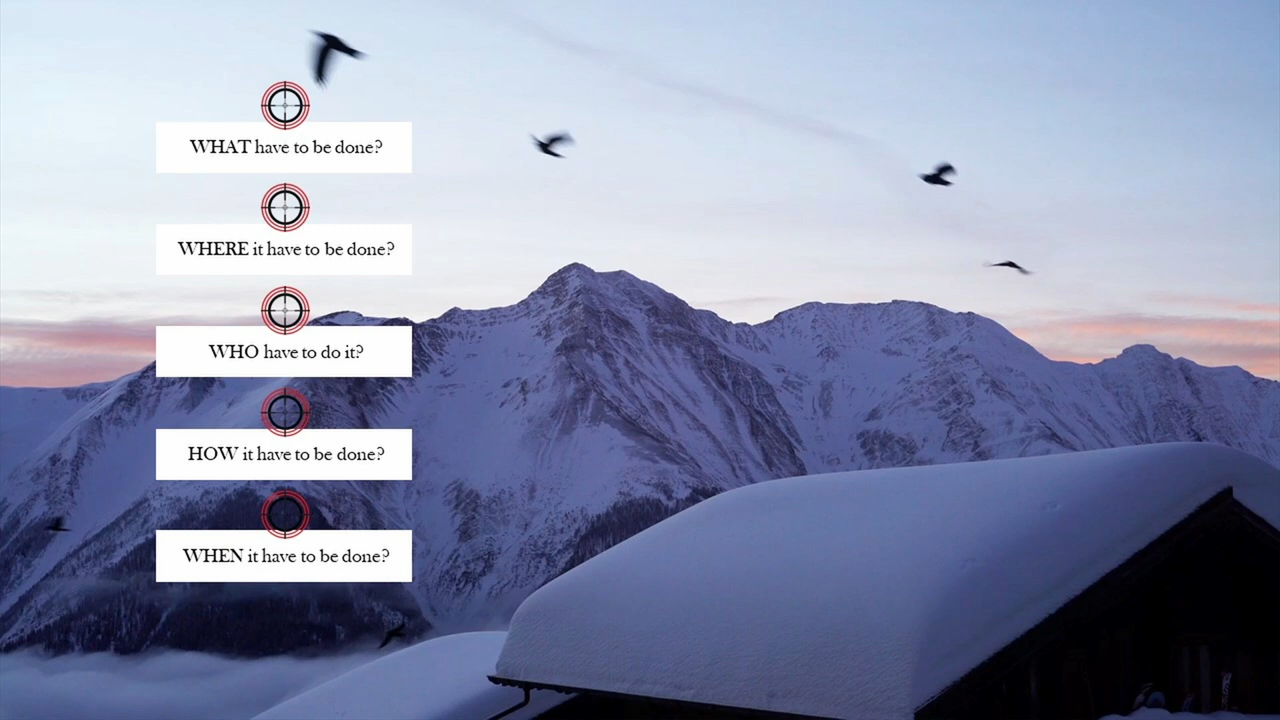 WHAT have to be done?
WHERE it have to be done?
WHO have to do it?
HOW it have to be done?
WHEN it have to be done?